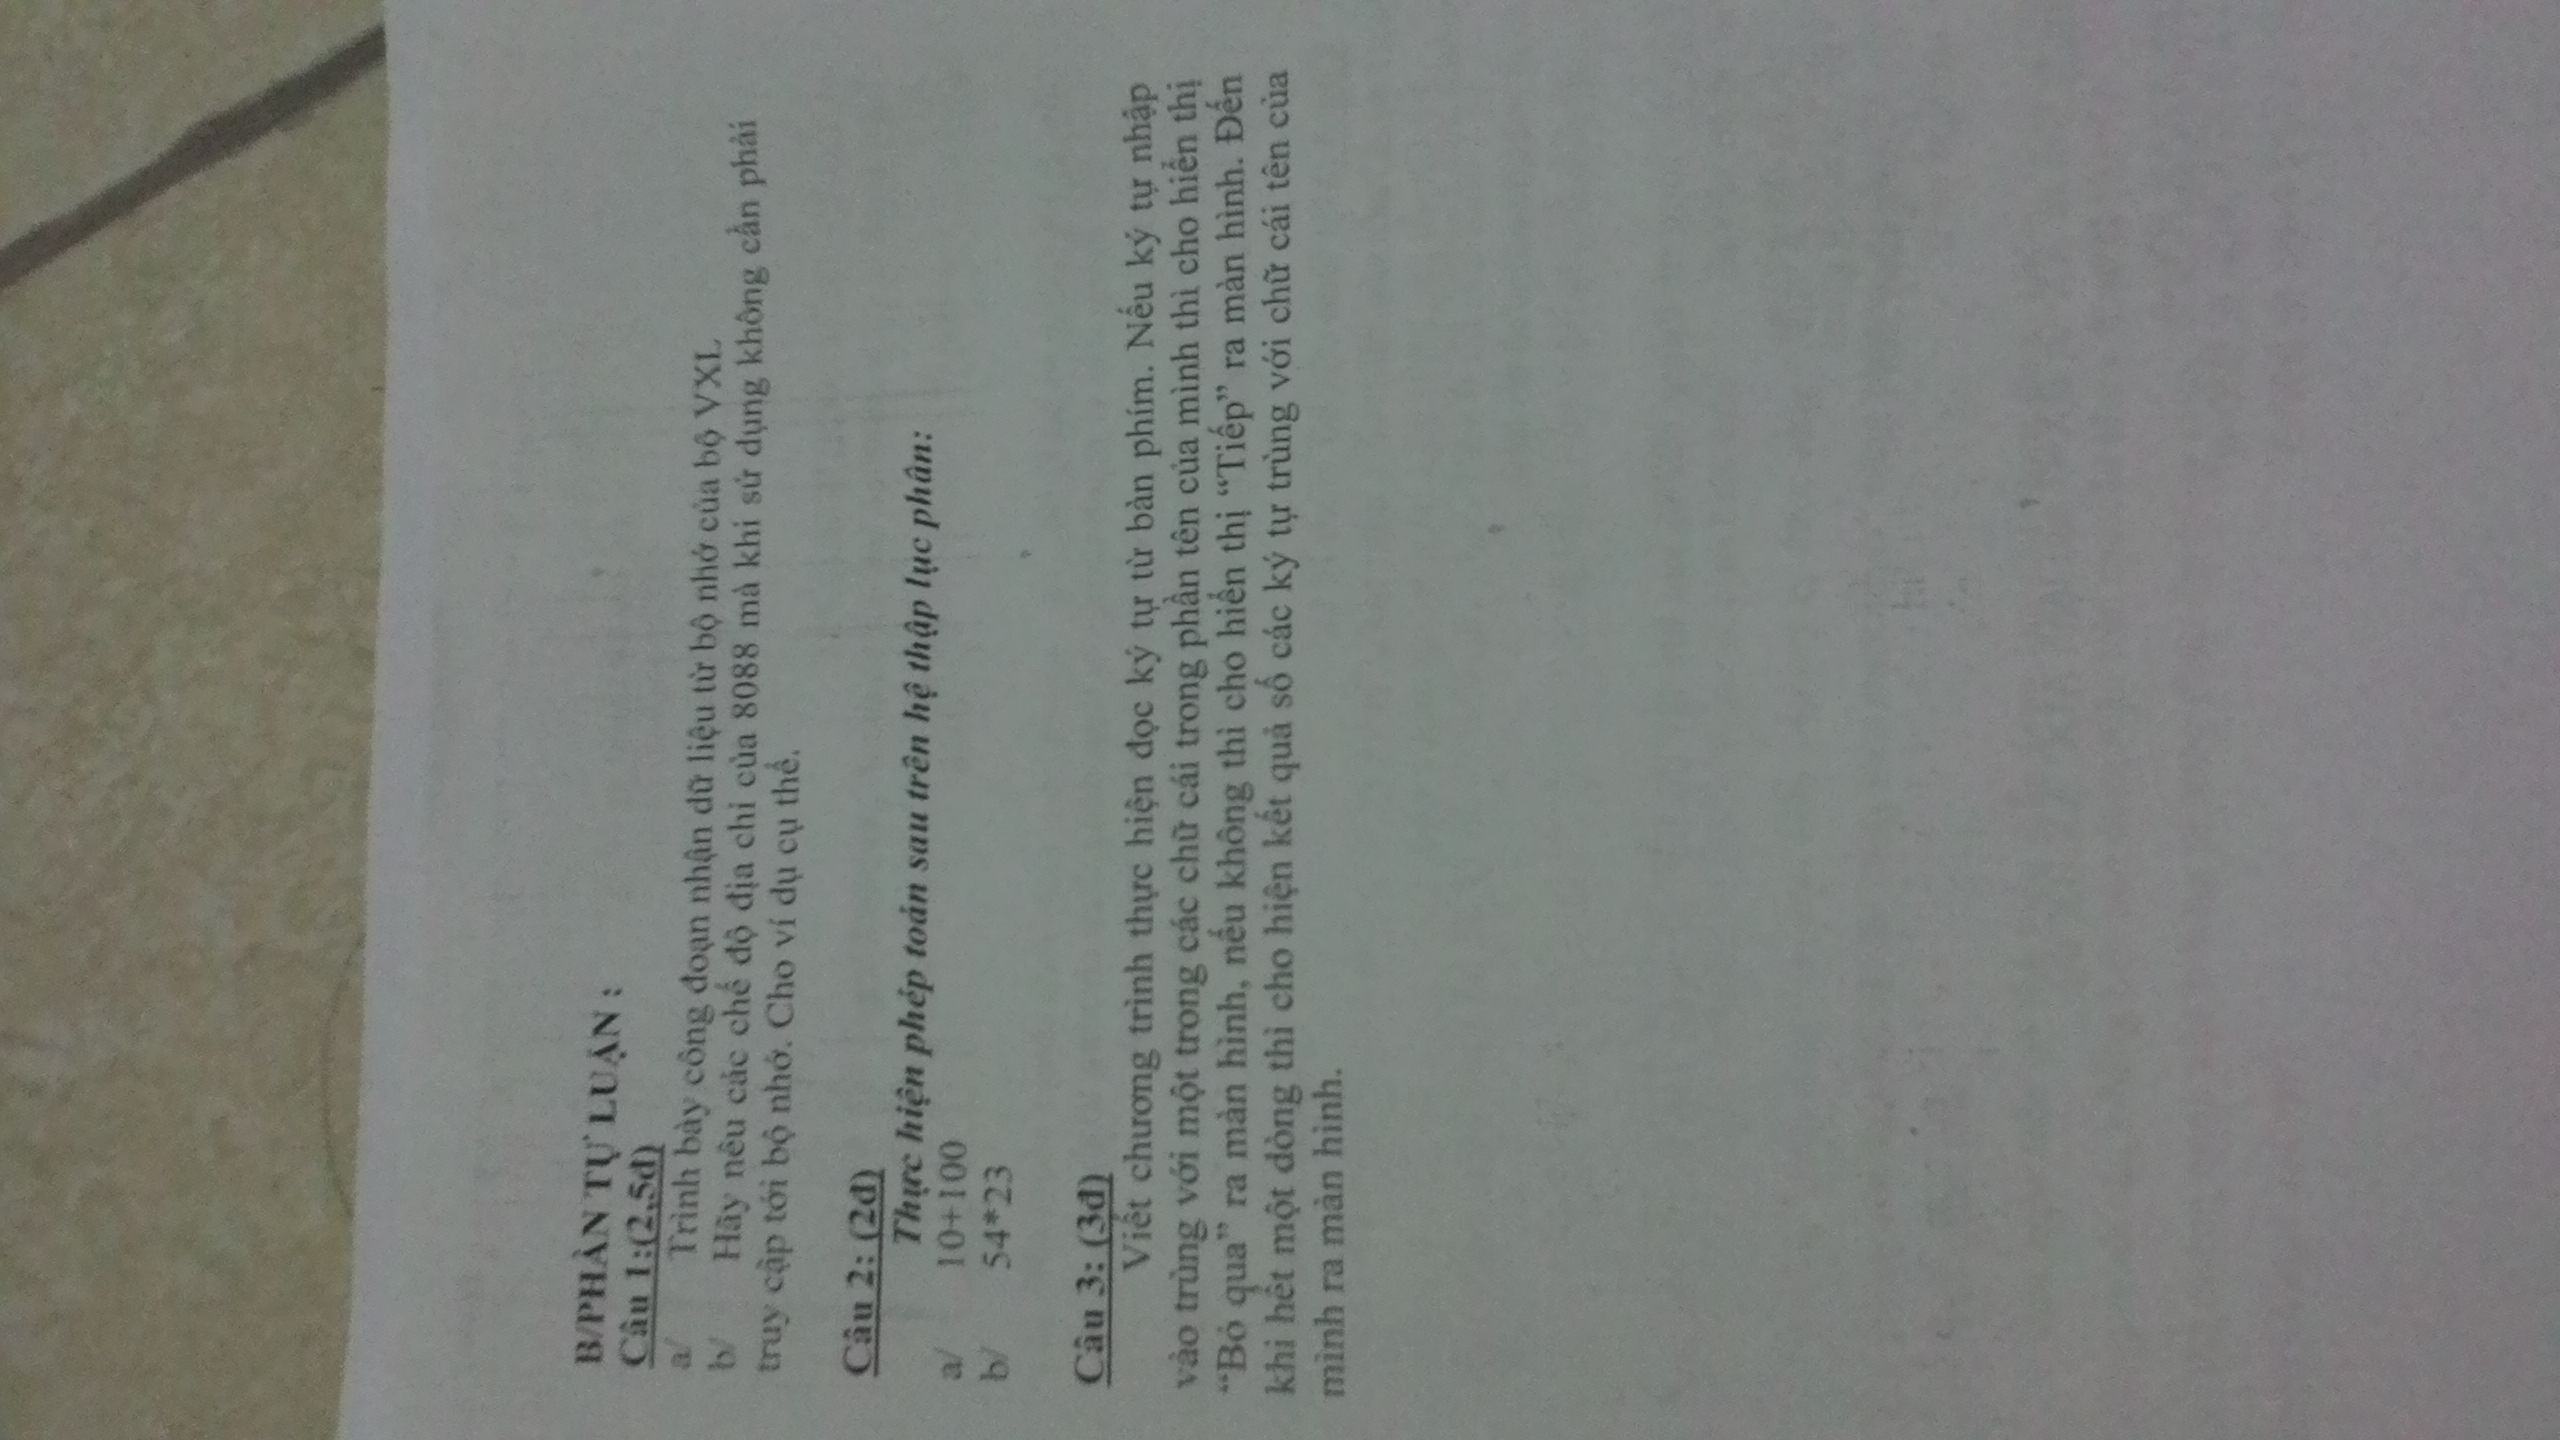 B/PHẦN TỰ LUẬN :
Câu 1:(2,5đ)
a/ Trình bày công đoạn nhận dữ liệu từ bộ nhớ của bộ VXL
b/ Hãy nêu các chế độ địa chỉ của 8088 mà khi sử dụng không cần phải
truy cập tới bộ nhớ. Cho ví dụ cụ thể.
Câu 2: (2đ)
Thực hiện phép toán sau trên hệ thập lục phân:
a/ 10+100
b/ 54*23
Câu 3: (3đ)
Viết chương trình thực hiện đọc ký tự từ bàn phím. Nếu ký tự nhập
vào trùng với một trong các chữ cái trong phần tên của mình thì cho hiển thị
“Bỏ qua” ra màn hình, nếu không thì cho hiển thị “Tiếp” ra màn hình. Đến
khi hết một dòng thì cho hiện kết quả số các ký tự trùng với chữ cái tên của
mình ra màn hình.